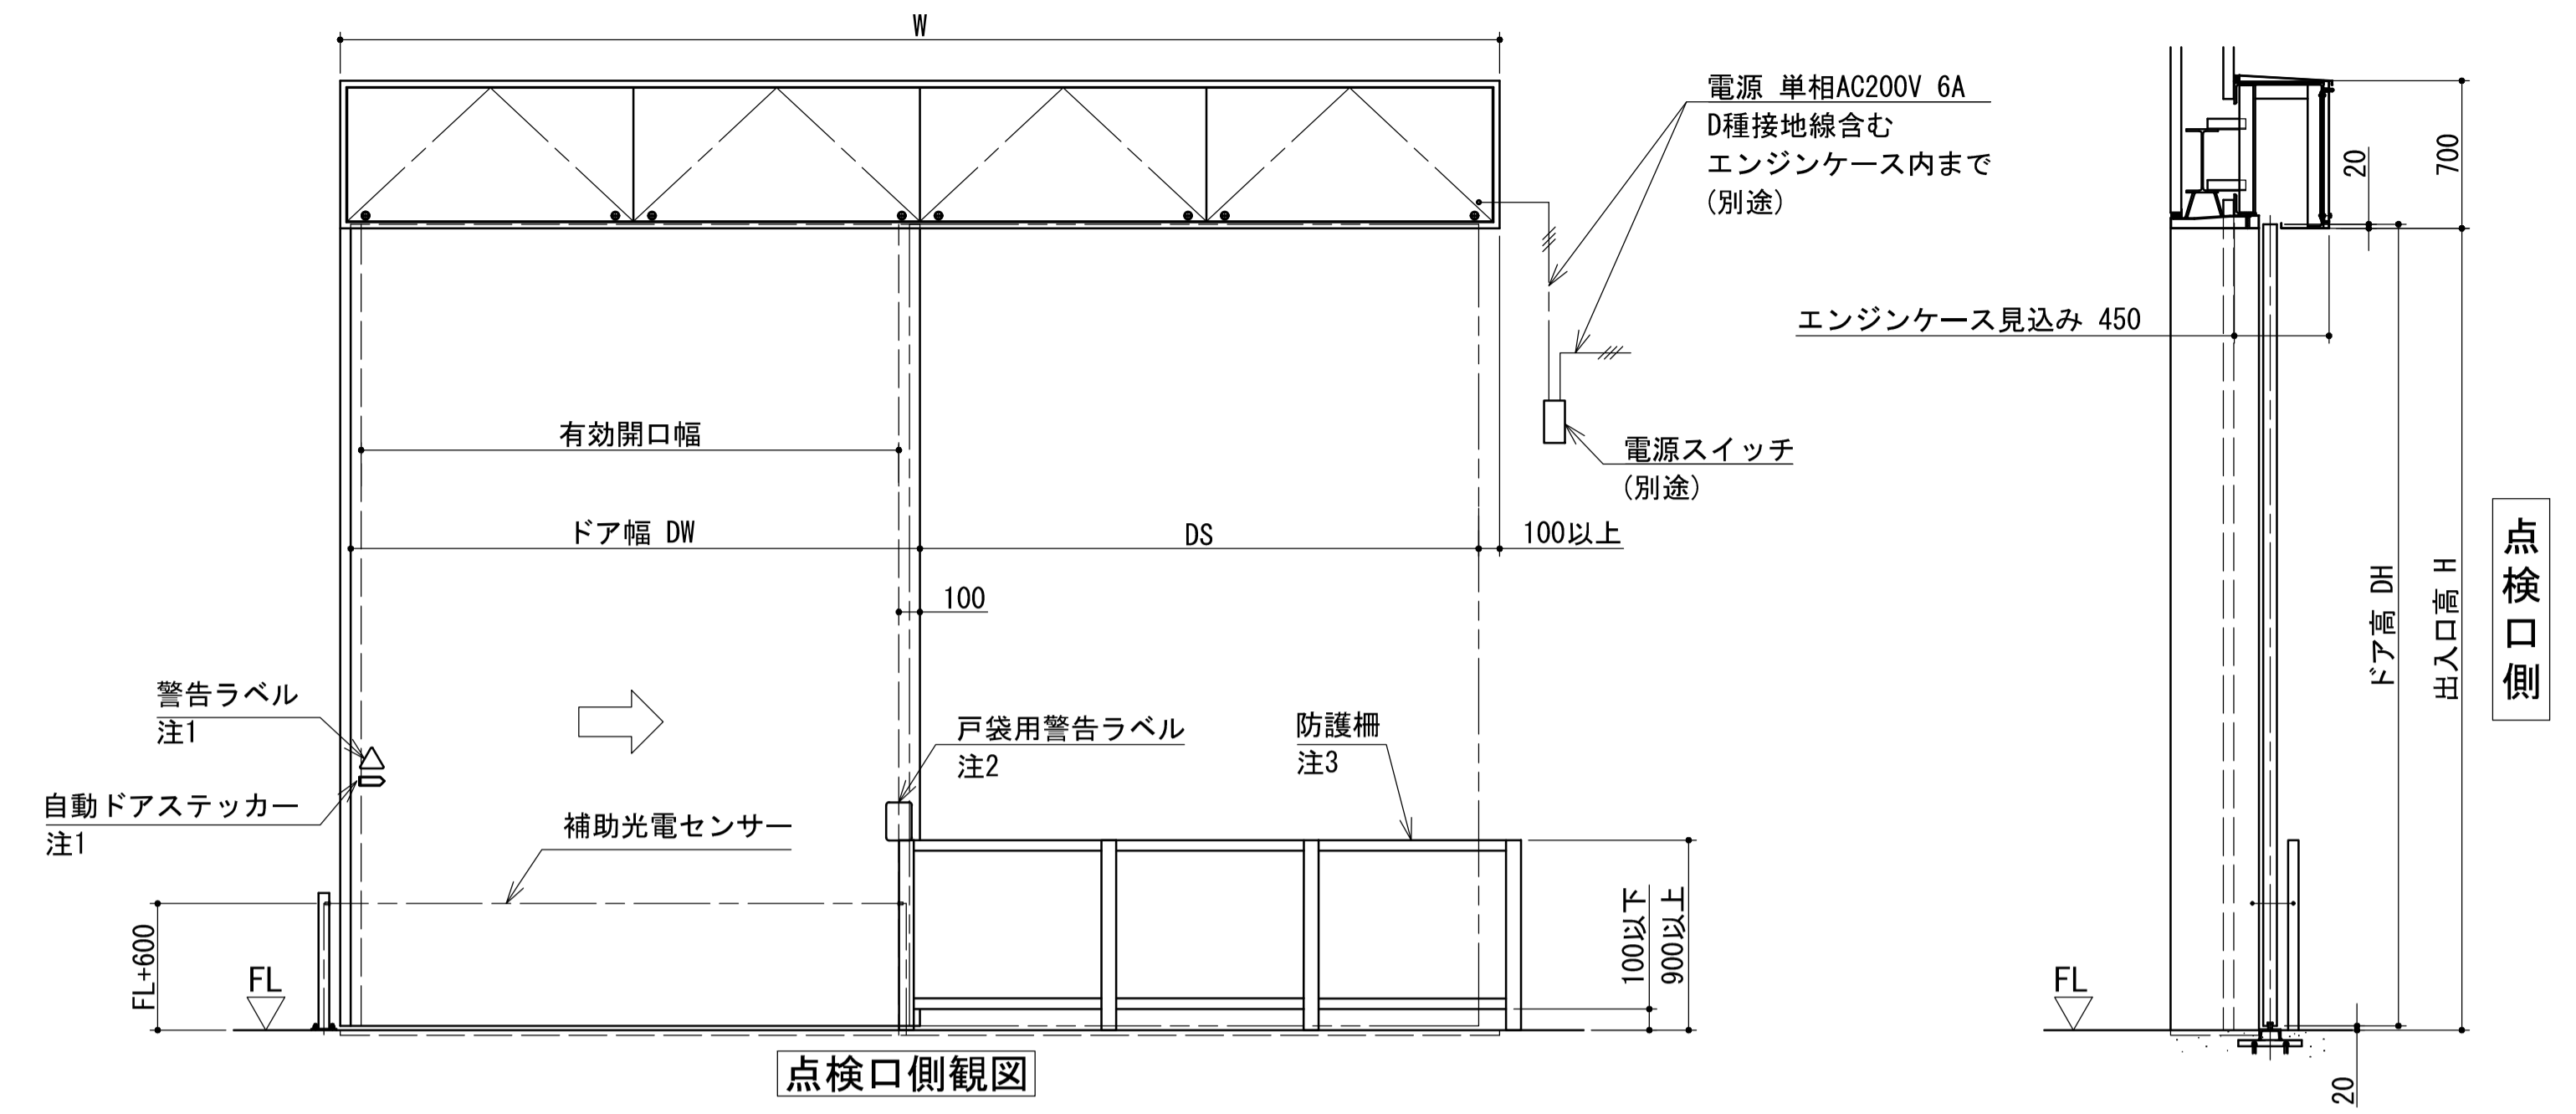 W
電源 単相AC200V 6A
D種接地線含む
エンジンケース内まで
(別途)
20
700
エンジンケース見込み 450
有効開口幅
電源スイッチ
(別途)
ドア幅 DW
DS
100以上
100
点検口側
ドア高 DH
出入口高 H
警告ラベル
注1
戸袋用警告ラベル
注2
防護柵
注3
自動ドアステッカー
注1
補助光電センサー
100以下
900以上
FL+600
FL
FL
点検口側観図
20